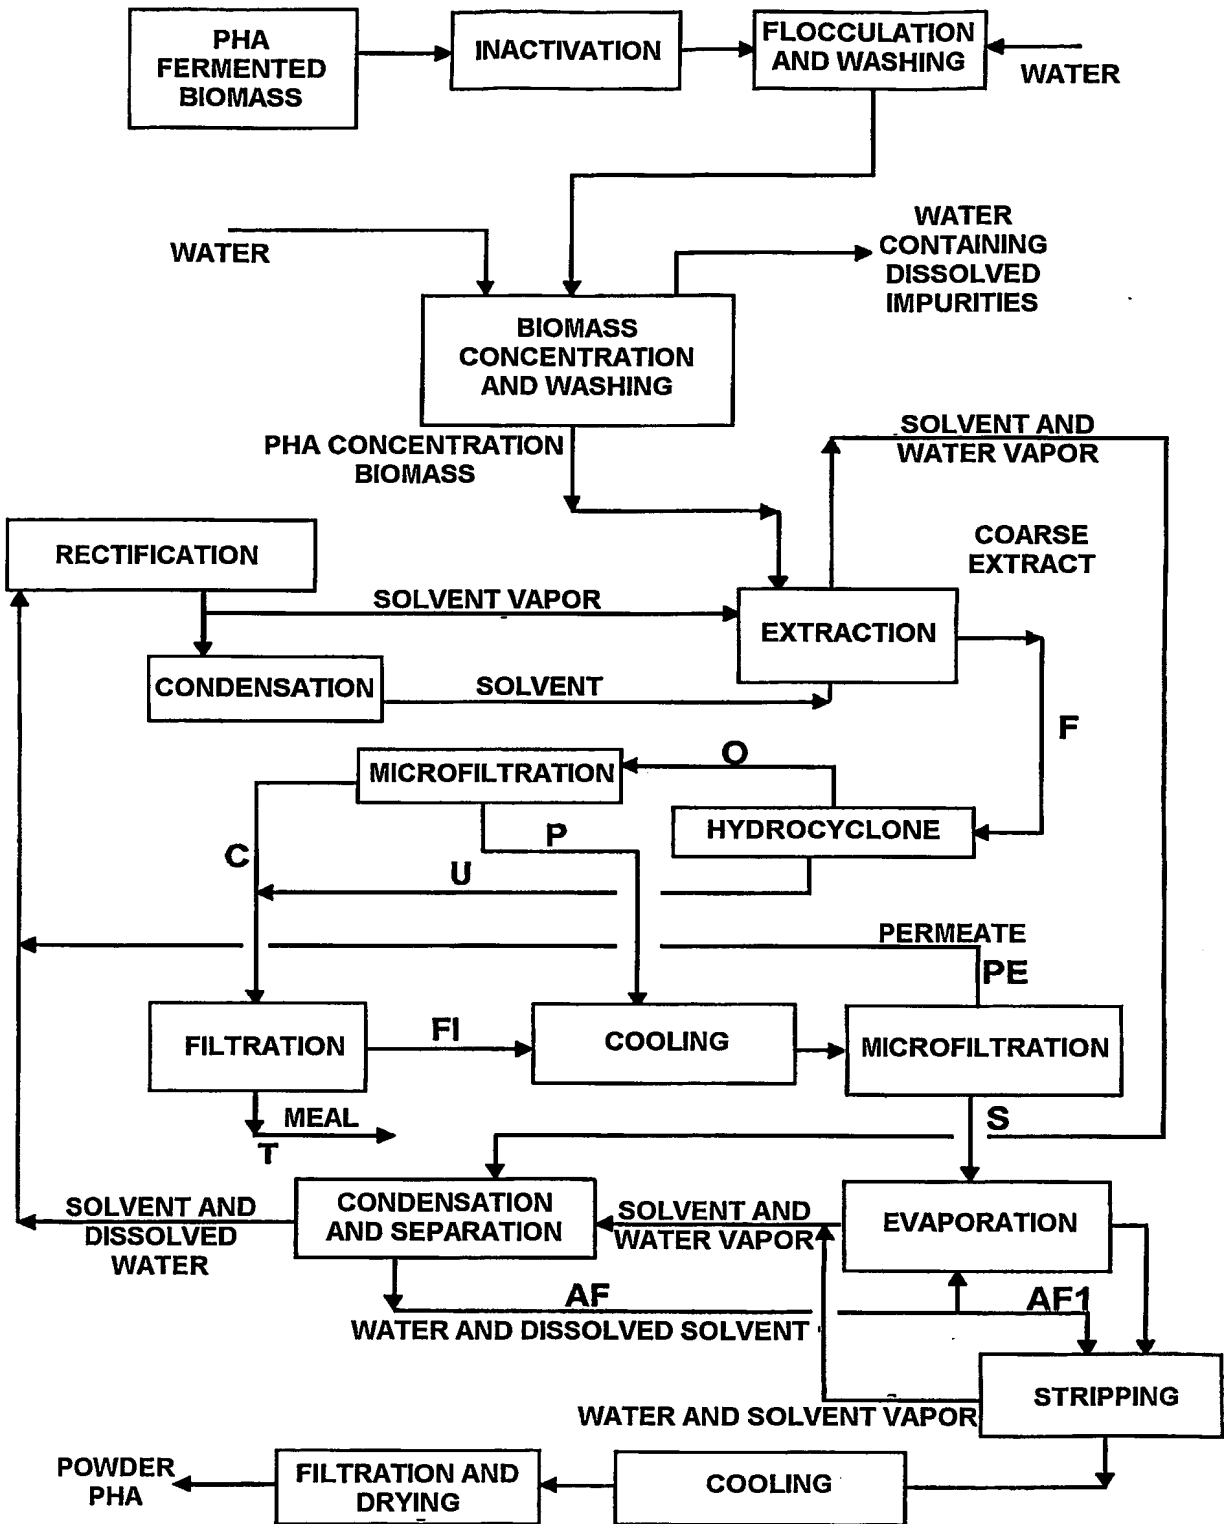 PHA
FERMENTED
BIOMASS
INACTIVATION
FLOCCULATION
AND WASHING
WATER
WATER
WATER
CONTAINING
DISSOLVED
IMPURITIES
BIOMASS
CONCENTRATION
AND WASHING
PHA CONCENTRATION
BIOMASS
SOLVENT AND
WATER VAPOR
RECTIFICATION
COARSE
EXTRACT
SOLVENT VAPOR
EXTRACTION
CONDENSATION
SOLVENT
F
MICROFILTRATION
O
HYDROCYCLONE
P
C
U
PERMEATE
PE
FILTRATION
FI
COOLING
MICROFILTRATION
MEAL
T
S
CONDENSATION
AND SEPARATION
SOLVENT AND
DISSOLVED
WATER
SOLVENT AND
WATER VAPOR
EVAPORATION
AF
AF1
WATER AND DISSOLVED SOLVENT
STRIPPING
WATER AND SOLVENT VAPOR
POWDER
PHA
FILTRATION AND
DRYING
COOLING